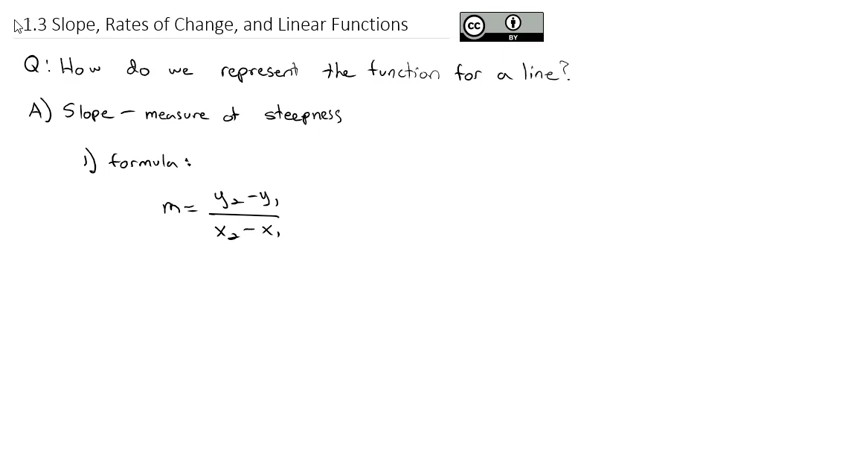 1.3 Slope, Rates of Change, and Linear Functions
cc BY
Q: How do we represent the function for a line?
A) Slope – measure of steepness
1) formula:
m = (y₂ - y₁) / (x₂ - x₁)